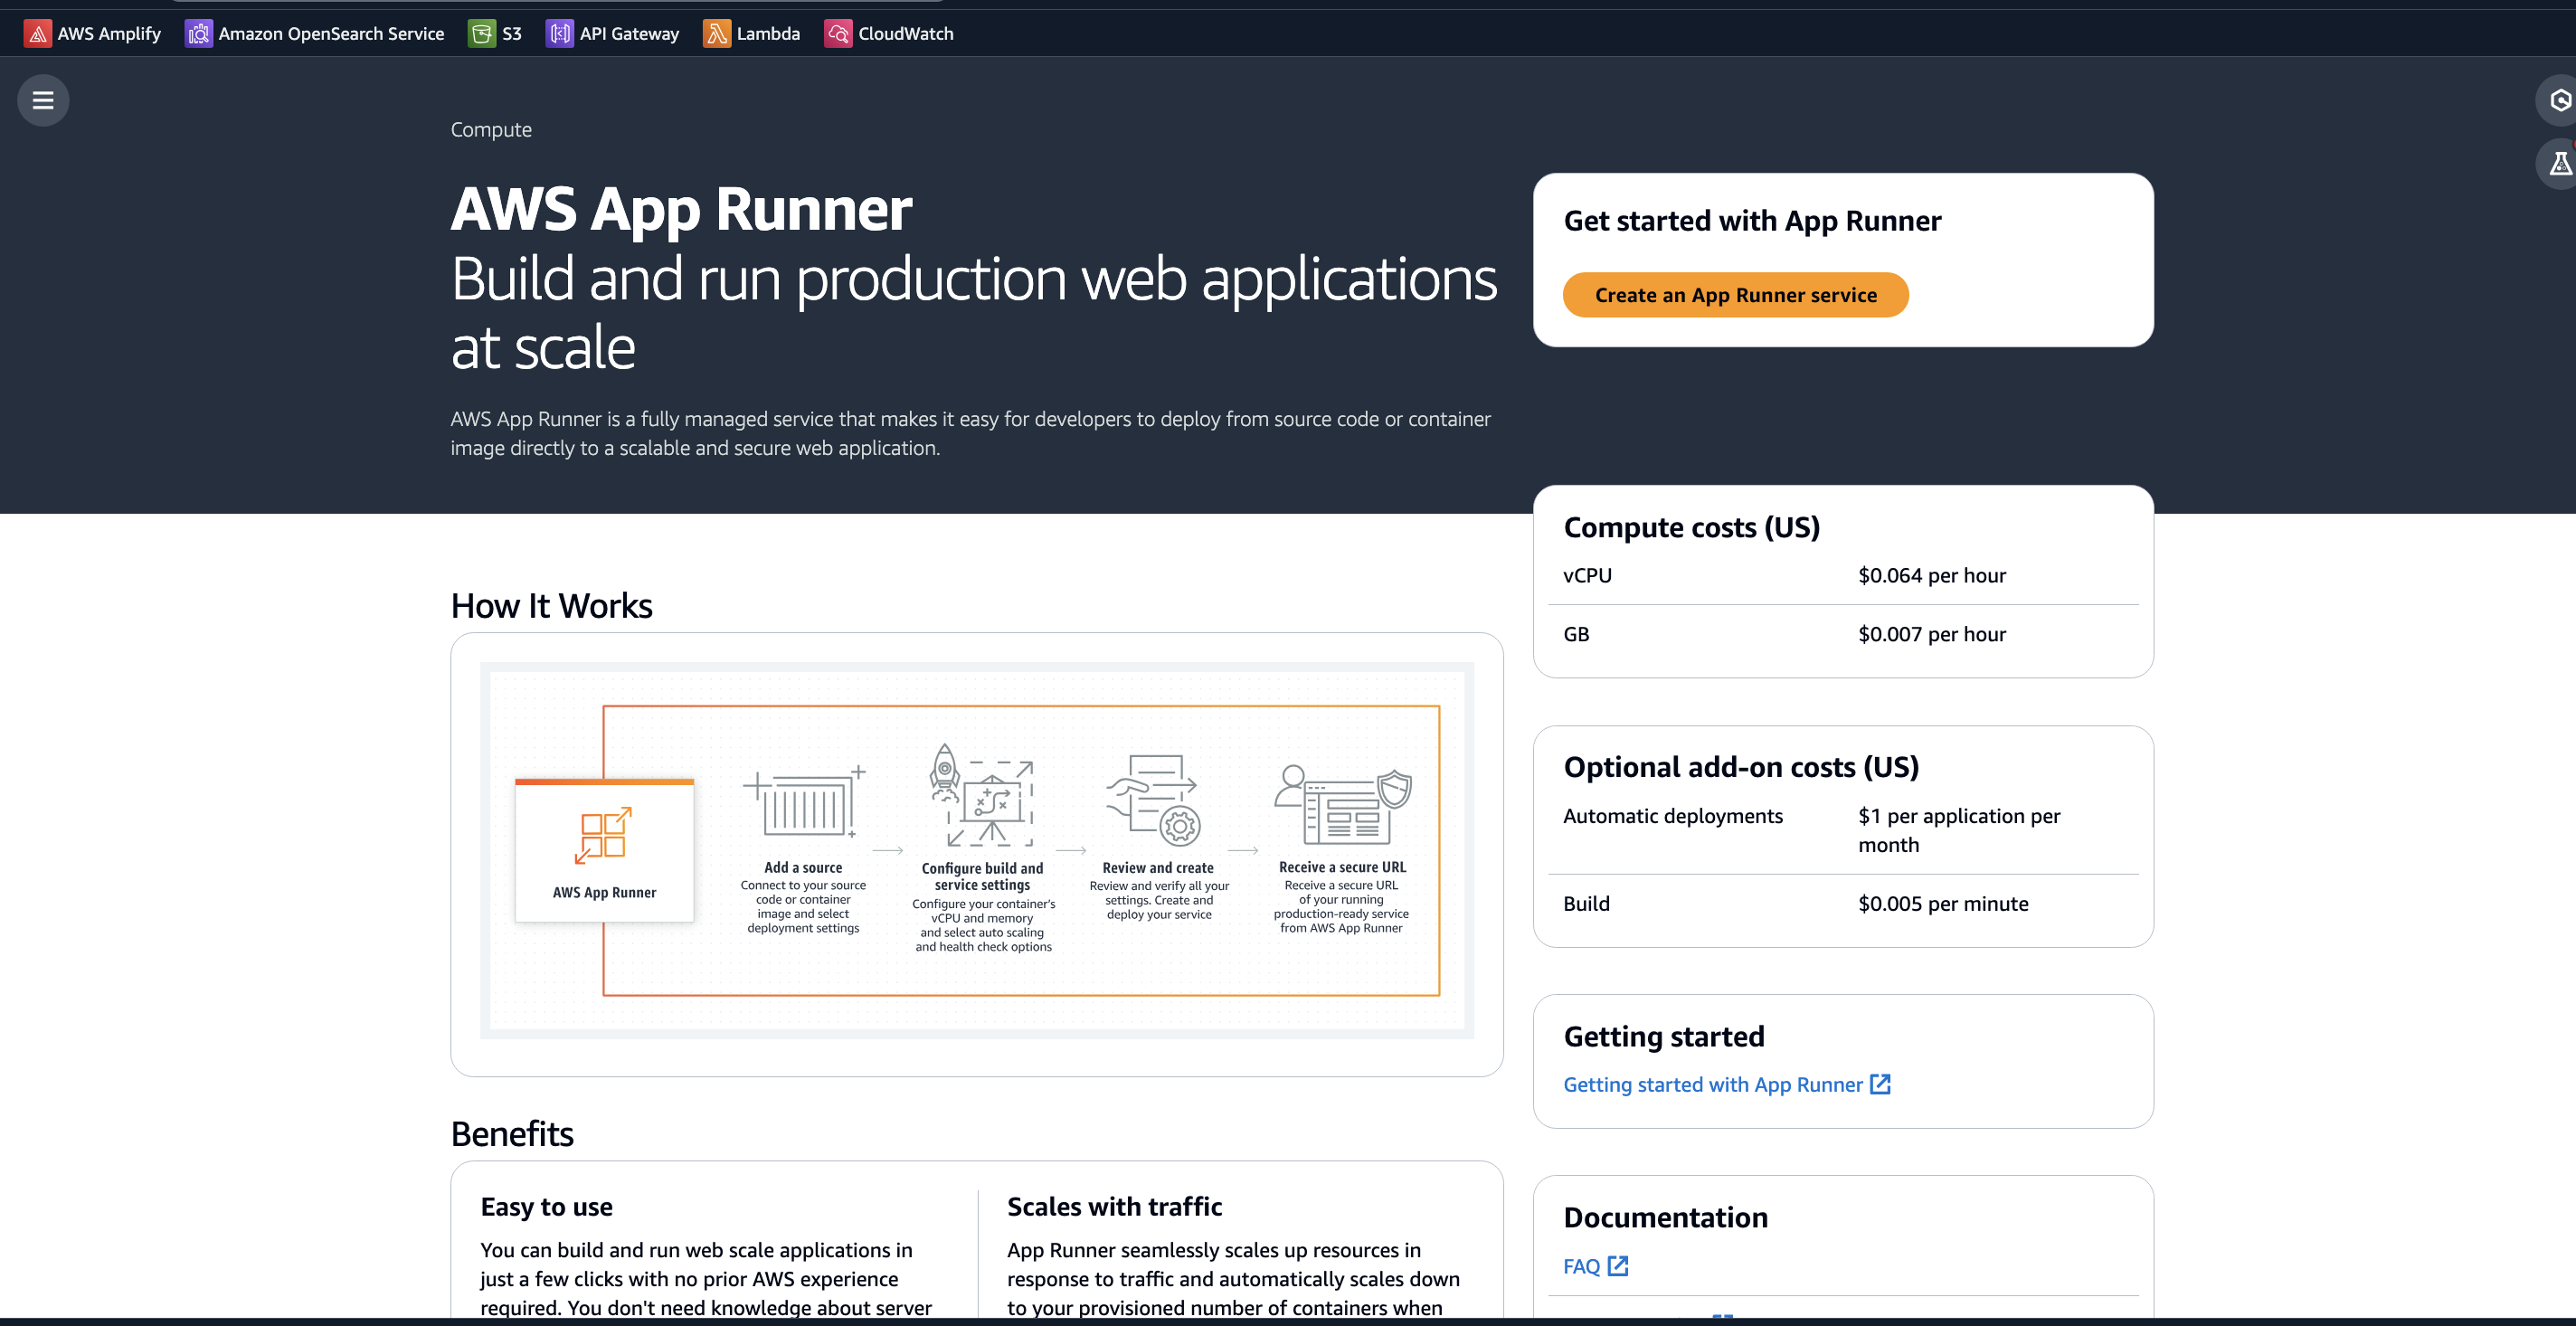 AWS Amplify
Amazon OpenSearch Service
S3
API Gateway
Lambda
CloudWatch
Compute
AWS App Runner
Build and run production web applications
at scale
AWS App Runner is a fully managed service that makes it easy for developers to deploy from source code or container
image directly to a scalable and secure web application.
Get started with App Runner
Create an App Runner service
Compute costs (US)
vCPU $0.064 per hour
GB $0.007 per hour
How It Works
AWS App Runner
Add a source
Connect to your source
code or container
image and select
deployment settings
Configure build and
service settings
Configure your container's
vCPU and memory
and select auto scaling
and health check options
Review and create
Review and verify all your
settings. Create and
deploy your service
Receive a secure URL
Receive a secure URL
of your running
production-ready service
from AWS App Runner
Optional add-on costs (US)
Automatic deployments $1 per application per
month
Build $0.005 per minute
Getting started
Getting started with App Runner
Benefits
Easy to use
You can build and run web scale applications in
just a few clicks with no prior AWS experience
required. You don't need knowledge about server
Scales with traffic
App Runner seamlessly scales up resources in
response to traffic and automatically scales down
to your provisioned number of containers when
Documentation
FAQ